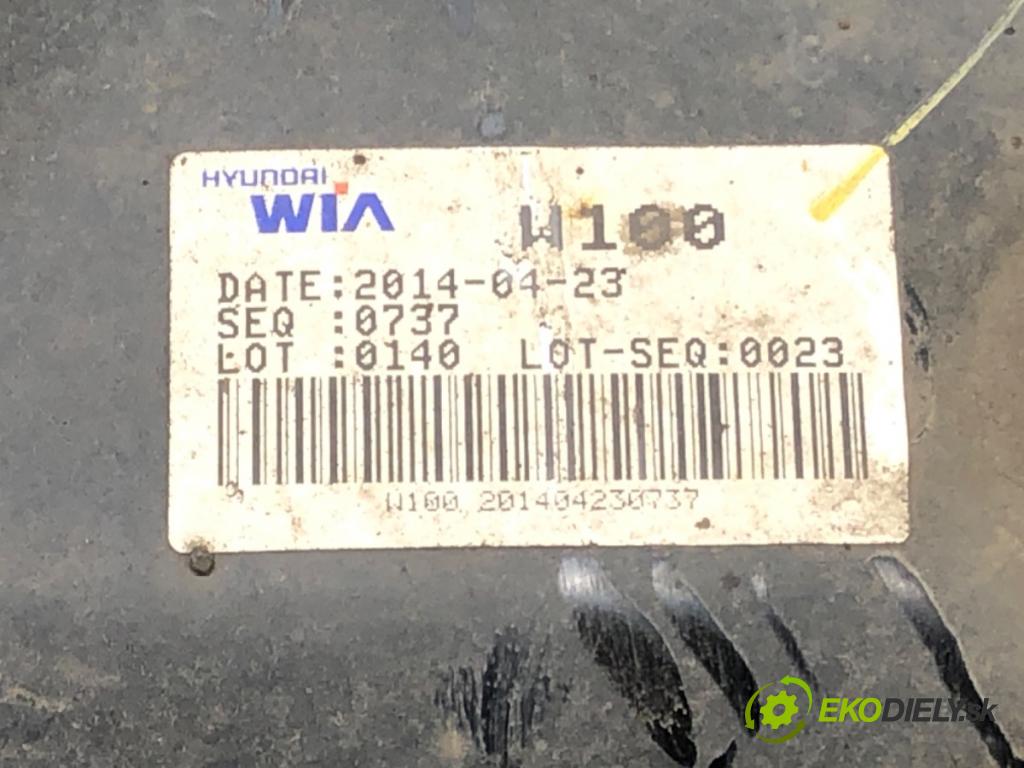 HYUNDAI
WIA W100
DATE:2014-04-23
SEQ :0737
LOT :0140 LOT-SEQ:0023
W100 201404230737
EKODIELY.sk